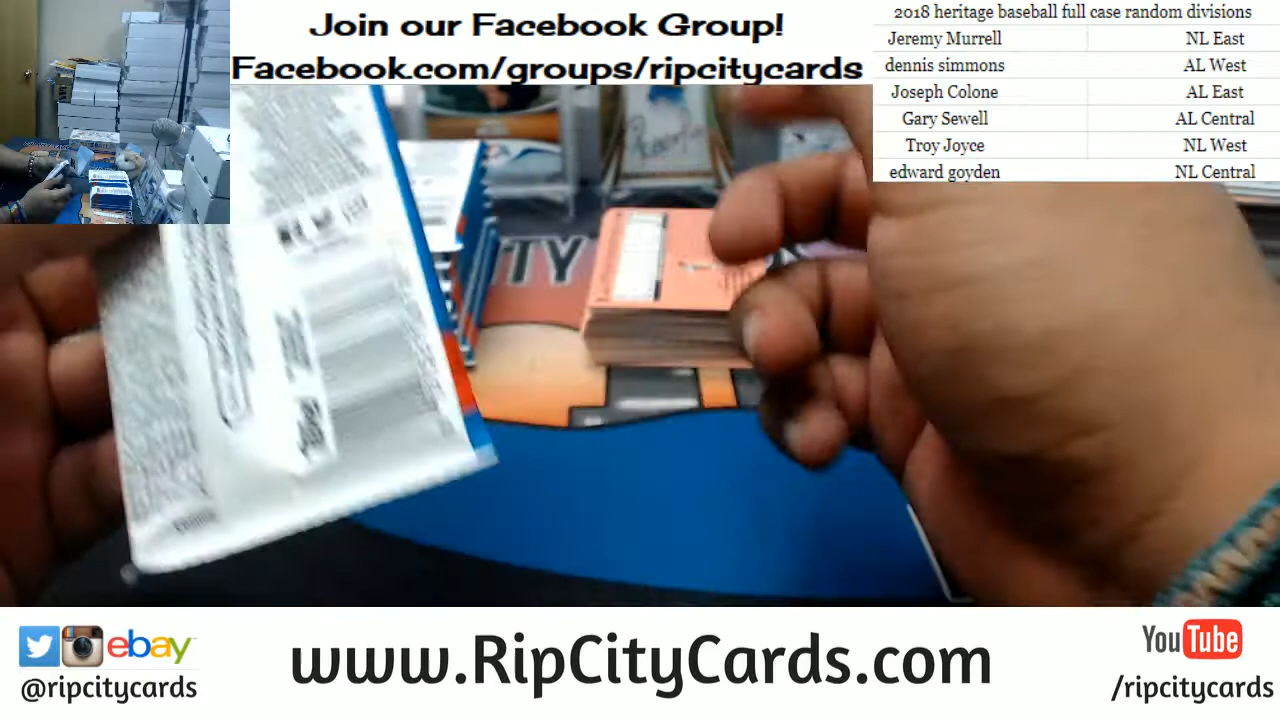 Join our Facebook Group!
Facebook.com/groups/ripcitycards
2018 heritage baseball full case random divisions
Jeremy Murrell NL East
dennis simmons AL West
Joseph Colone AL East
Gary Sewell AL Central
Troy Joyce NL West
edward goyden NL Central
TY
ebay
@ripcitycards
www.RipCityCards.com
YouTube
/ripcitycards